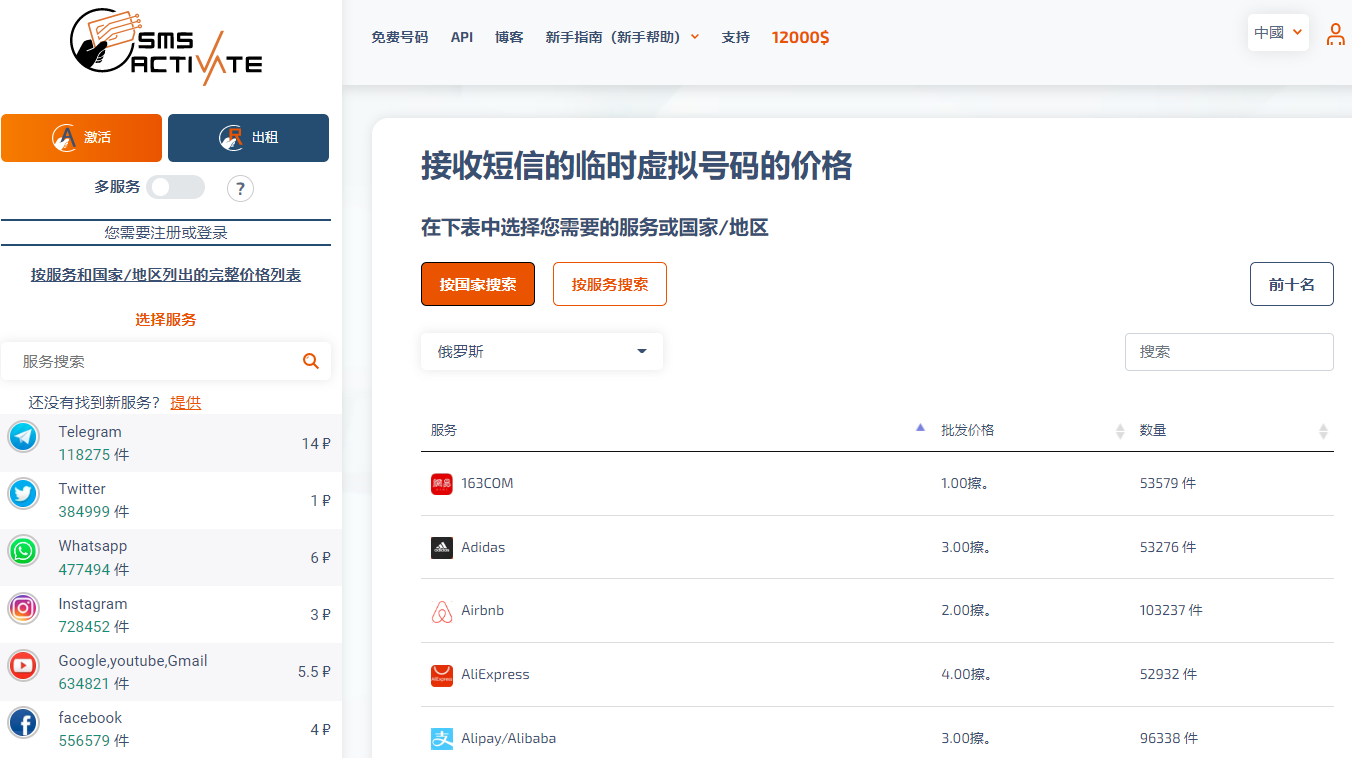 SMS
ACTIVATE
免费号码 API 博客 新手指南（新手帮助） 支持 12000$
中國
激活 出租
多服务 ?
您需要注册或登录
按服务和国家/地区列出的完整价格列表
选择服务
服务搜索
还没有找到新服务？ 提供
Telegram
118275 件
14 ₽
Twitter
384999 件
1 ₽
Whatsapp
477494 件
6 ₽
Instagram
728452 件
3 ₽
Google,youtube,Gmail
634821 件
5.5 ₽
facebook
556579 件
4 ₽
接收短信的临时虚拟号码的价格
在下表中选择您需要的服务或国家/地区
按国家搜索 按服务搜索 前十名
俄罗斯 搜索
服务 批发价格 数量
163COM 1.00擦。 53579 件
Adidas 3.00擦。 53276 件
Airbnb 2.00擦。 103237 件
AliExpress 4.00擦。 52932 件
Alipay/Alibaba 3.00擦。 96338 件